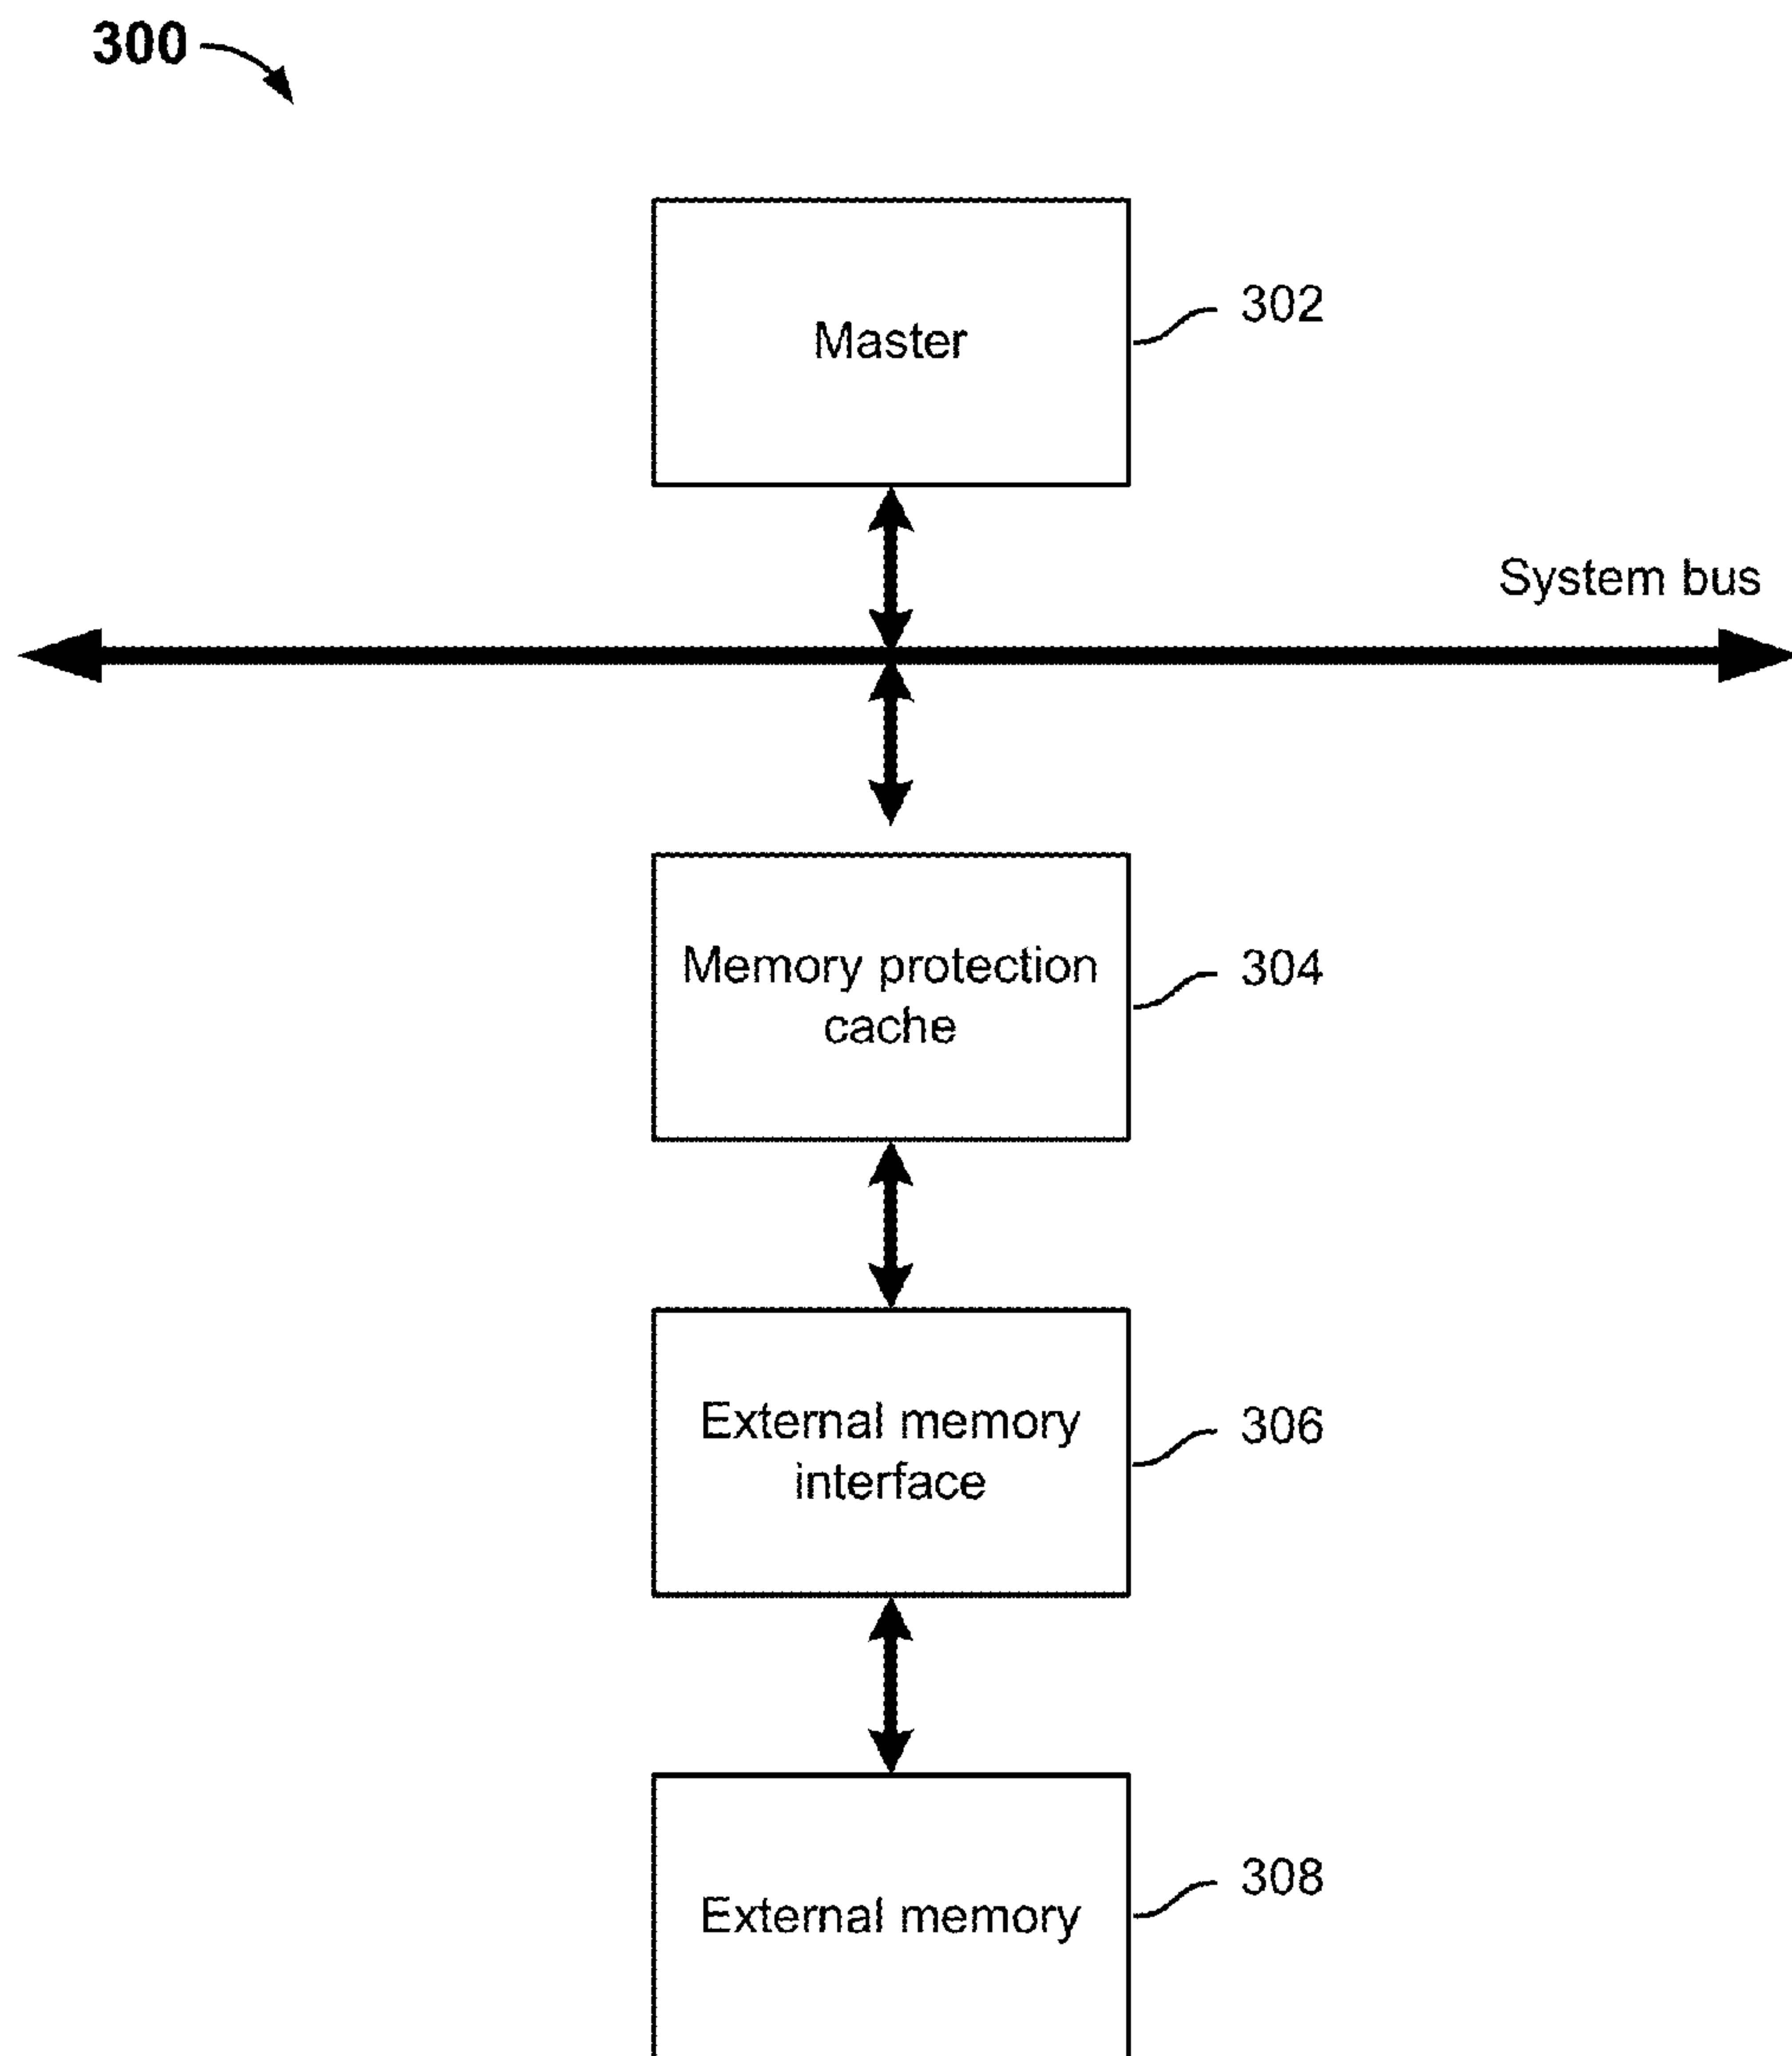 300
Master
302
System bus
Memory protection
cache
304
External memory
interface
306
External memory
308